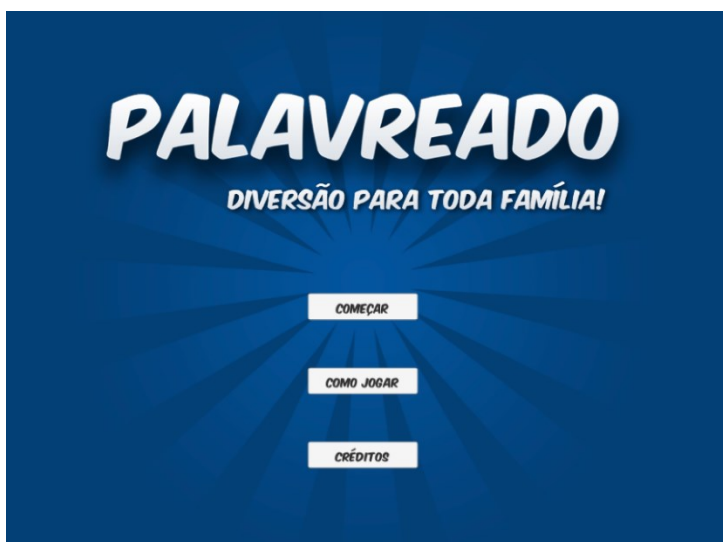 PALAVREADO
DIVERSÃO PARA TODA FAMÍLIA!
COMEÇAR
COMO JOGAR
CRÉDITOS